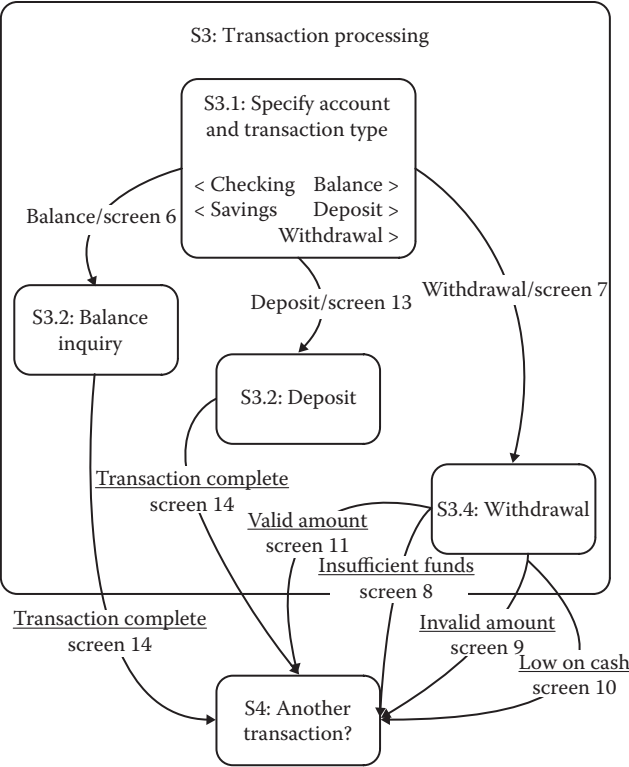 S3: Transaction processing
S3.1: Specify account
and transaction type
< Checking Balance >
< Savings Deposit >
Withdrawal >
Balance/screen 6
Deposit/screen 13
Withdrawal/screen 7
S3.2: Balance
inquiry
S3.2: Deposit
S3.4: Withdrawal
Transaction complete
screen 14
Valid amount
screen 11
Insufficient funds
screen 8
Transaction complete
screen 14
Invalid amount
screen 9
Low on cash
screen 10
S4: Another
transaction?